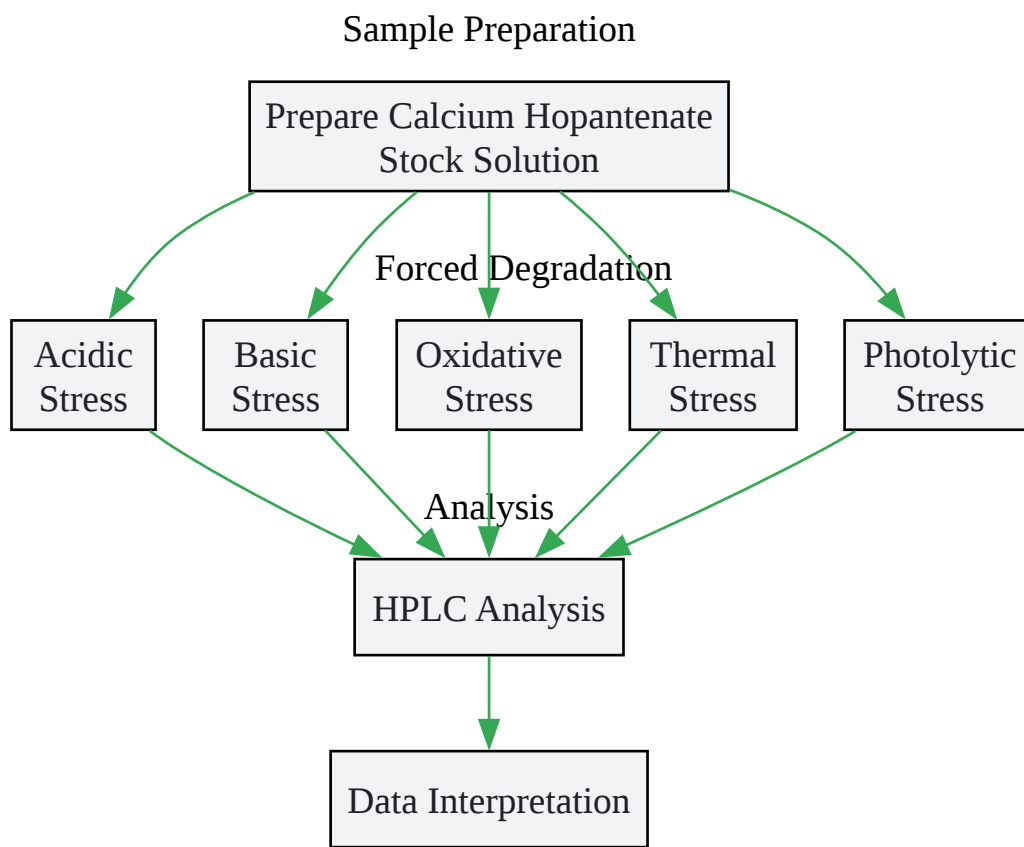 Sample Preparation
Prepare Calcium Hopantenate
Stock Solution
Forced Degradation
Acidic
Stress
Basic
Stress
Oxidative
Stress
Thermal
Stress
Photolytic
Stress
Analysis
HPLC Analysis
Data Interpretation